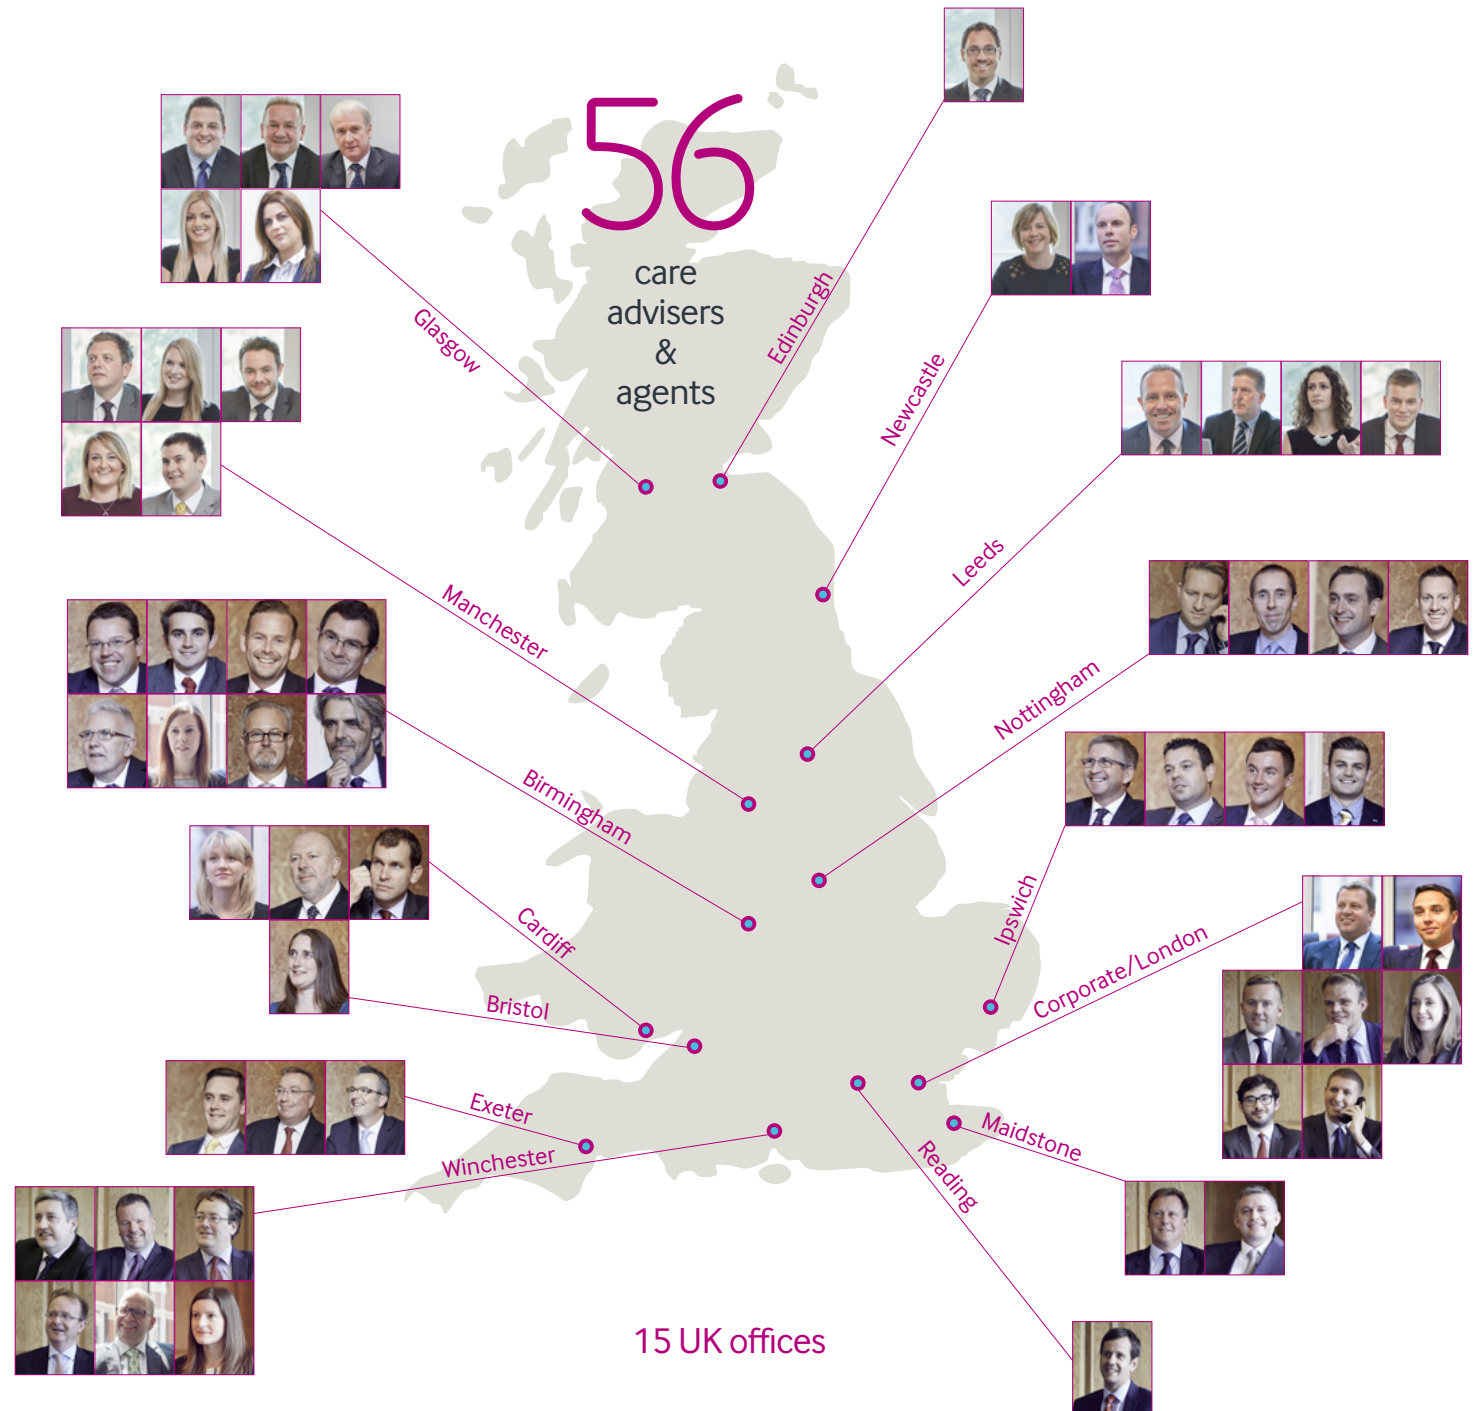 56
care
advisers
&
agents
Glasgow
Edinburgh
Newcastle
Leeds
Manchester
Nottingham
Birmingham
Ipswich
Cardiff
Corporate/London
Bristol
Exeter
Maidstone
Winchester
Reading
15 UK offices